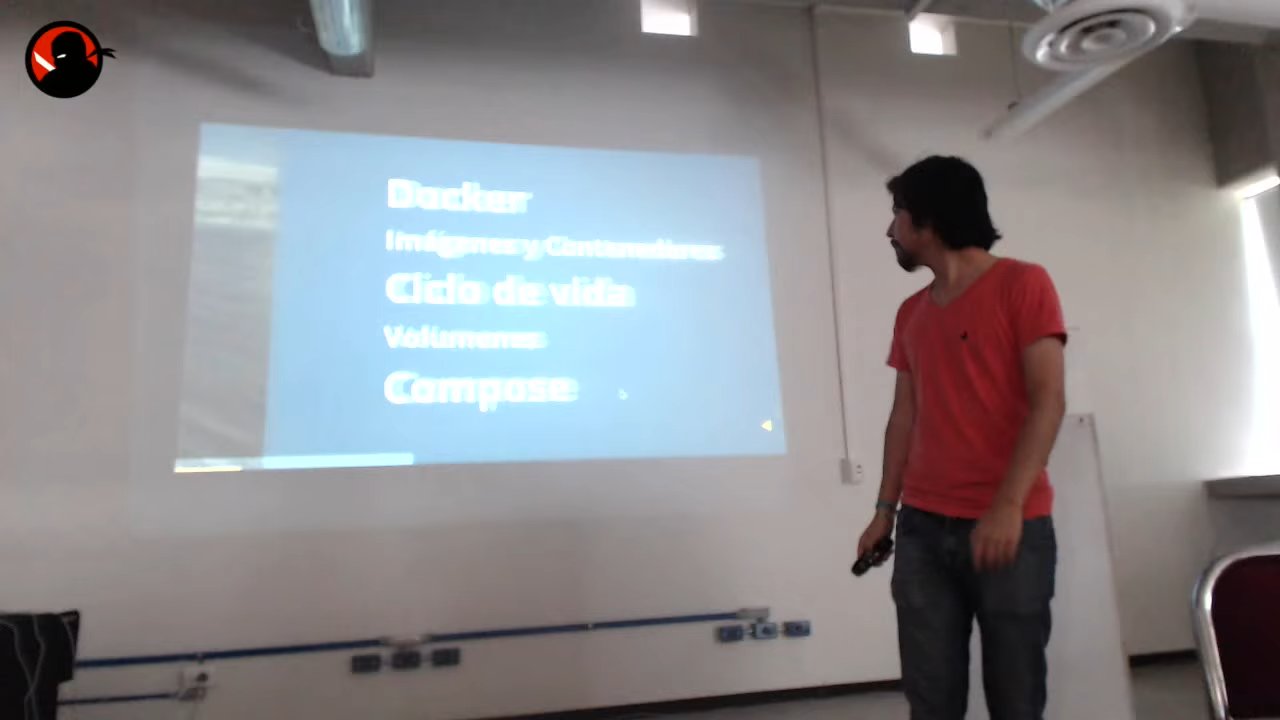 Docker
Imágenes y Contenedores
Ciclo de vida
Volúmenes
Compose